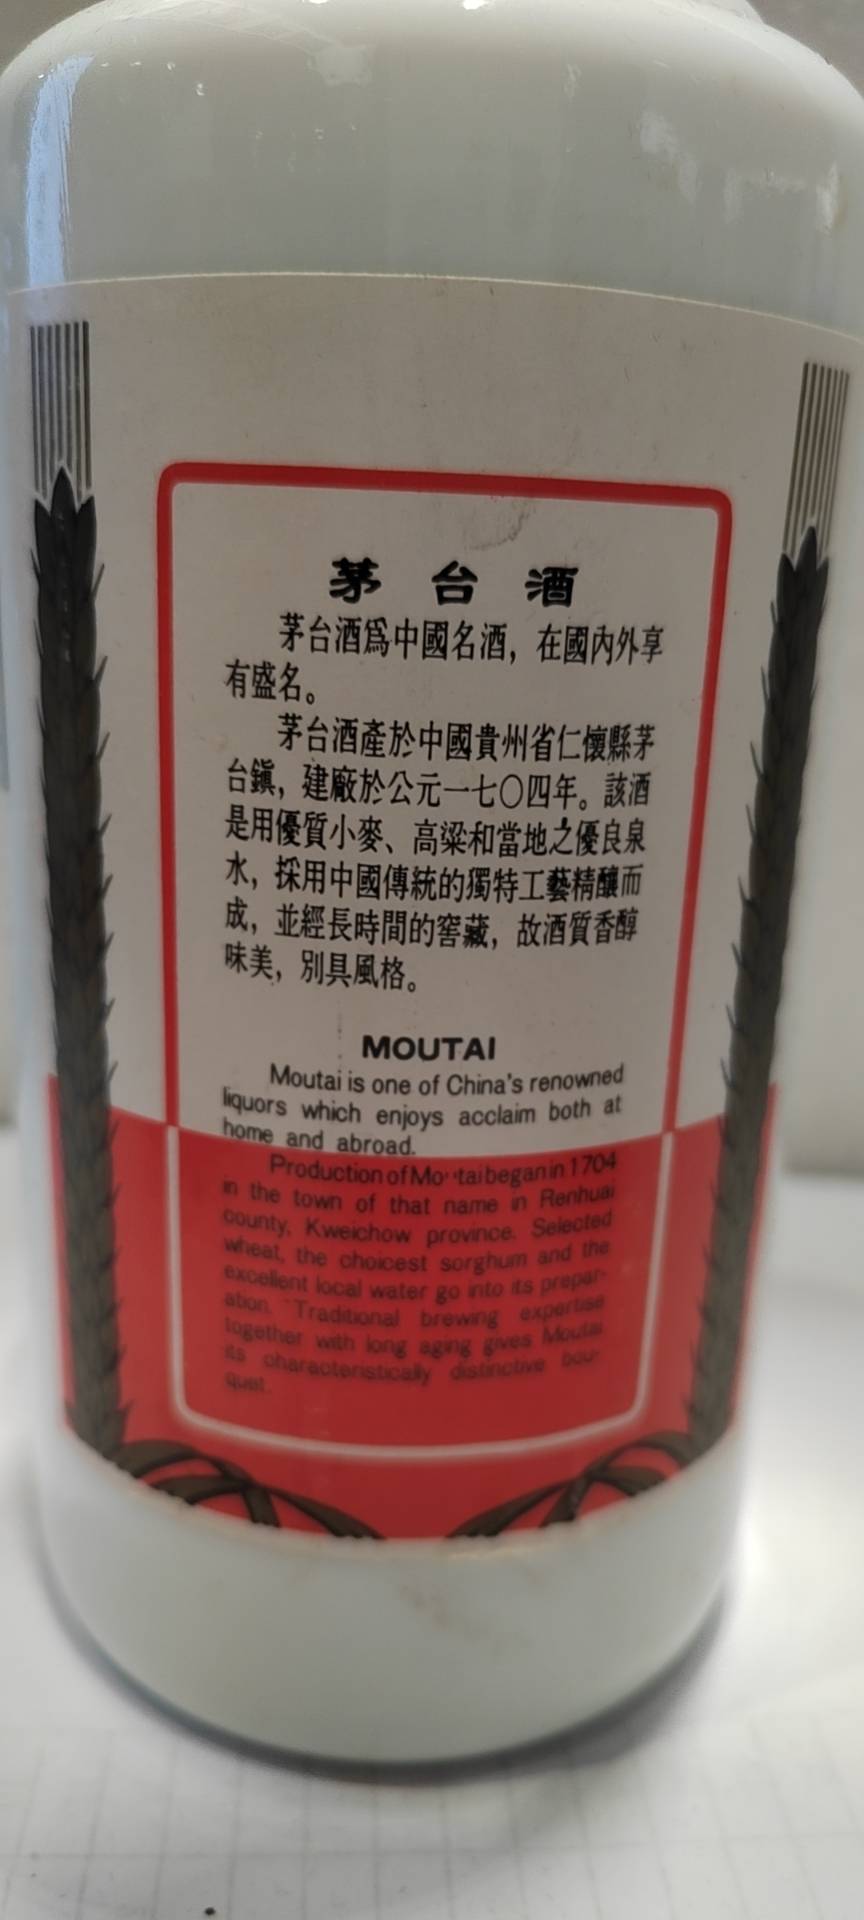 茅台酒
茅台酒爲中國名酒，在國內外享
有盛名。
茅台酒產於中國貴州省仁懷縣茅
台鎮，建廠於公元一七〇四年。該酒
是用優質小麥、高粱和當地之優良泉
水，採用中國傳統的獨特工藝精釀而
成，並經長時間的窖藏，故酒質香醇
味美，別具風格。
MOUTAI
Moutai is one of China's renowned
liquors which enjoys acclaim both at
home and abroad.
Production of Moutai began in 1704
in the town of that name in Renhuai
county, Kweichow province. Selected
wheat, the choicest sorghum and the
excellent local water go into its prepar-
ation. Traditional brewing expertise
together with long aging gives Moutai
its characteristically distinctive bou-
quet.